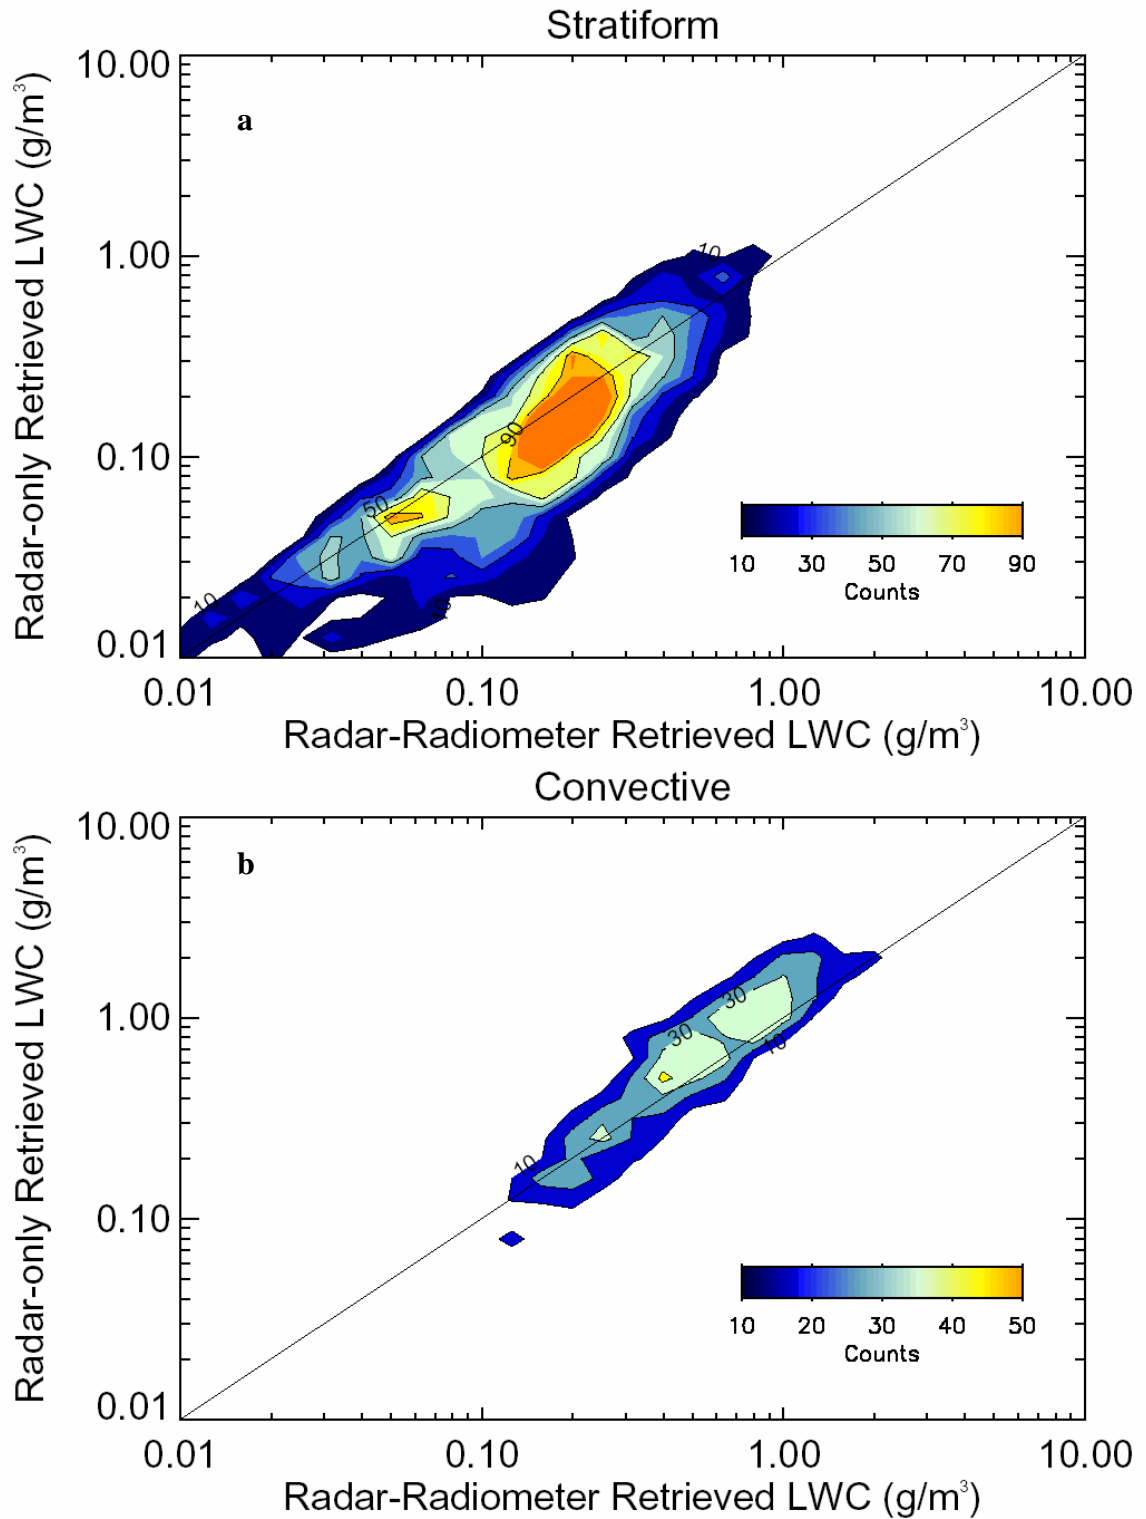 Stratiform
10.00
1.00
0.10
0.01
Radar-only Retrieved LWC (g/m³)
a
10
90
50
10
10
10 30 50 70 90
Counts
0.01 0.10 1.00 10.00
Radar-Radiometer Retrieved LWC (g/m³)
Convective
10.00
1.00
0.10
0.01
Radar-only Retrieved LWC (g/m³)
b
30
30
10
10
10 20 30 40 50
Counts
0.01 0.10 1.00 10.00
Radar-Radiometer Retrieved LWC (g/m³)